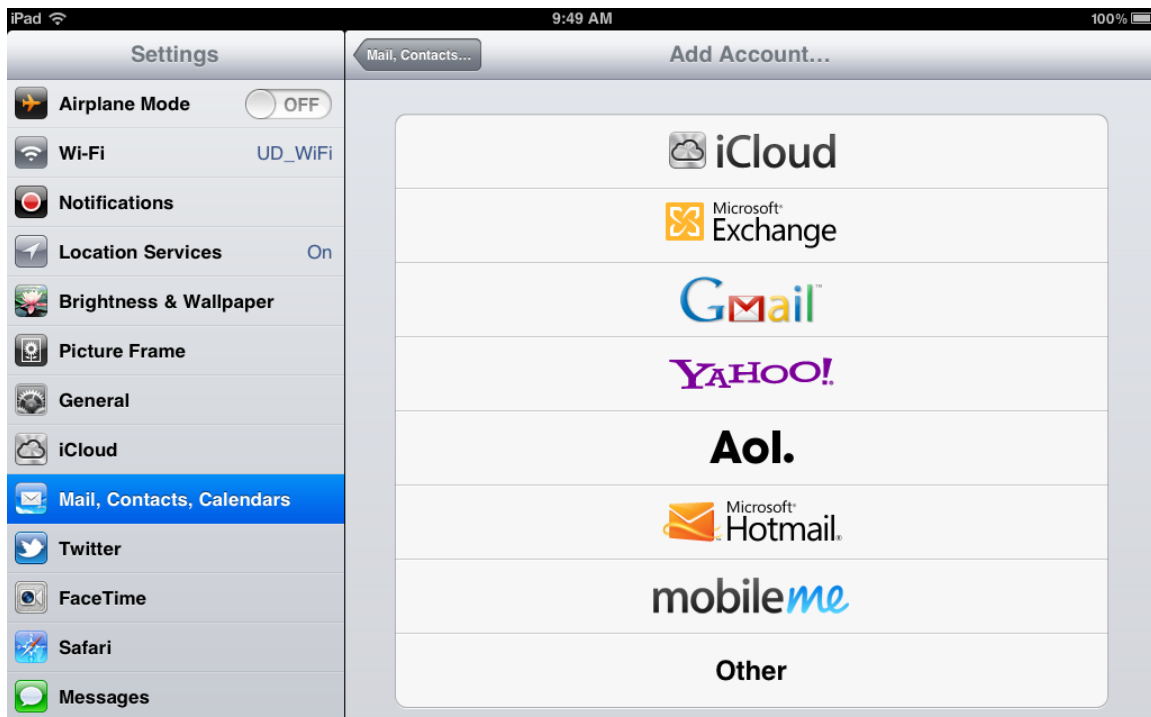 iPad 9:49 AM 100%
Settings
Mail, Contacts...
Add Account...
Airplane Mode OFF
Wi-Fi UD_WiFi
Notifications
Location Services On
Brightness & Wallpaper
Picture Frame
General
iCloud
Mail, Contacts, Calendars
Twitter
FaceTime
Safari
Messages
iCloud
Microsoft®
Exchange
Gmail™
YAHOO!®
Aol.
Microsoft®
Hotmail®
mobileme
Other